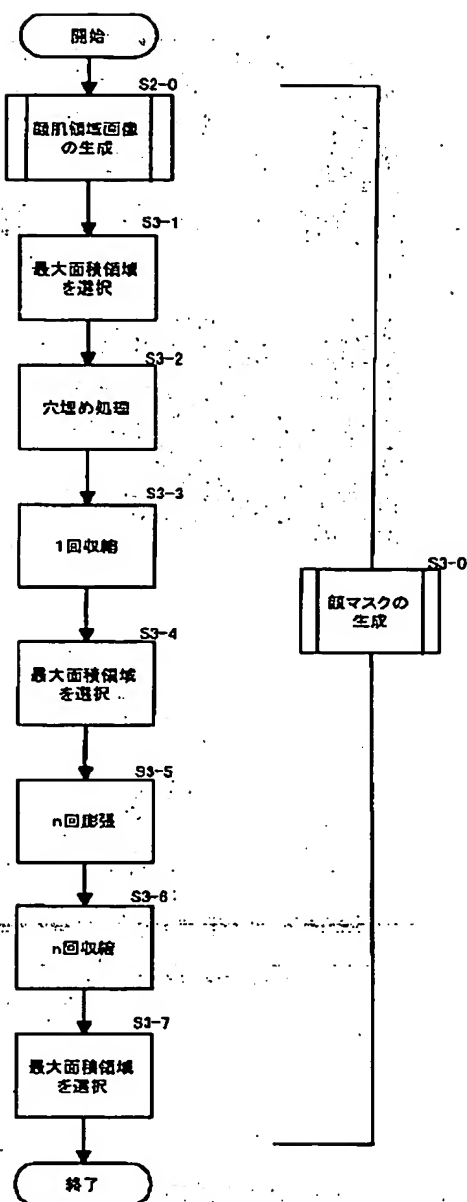 開始
S2-0
顔肌領域画像
の生成
S3-1
最大面積領域
を選択
S3-2
穴埋め処理
S3-3
1回収縮
S3-4
最大面積領域
を選択
S3-5
n回膨張
S3-6
n回収縮
S3-7
最大面積領域
を選択
終了
S3-0
顔マスクの
生成